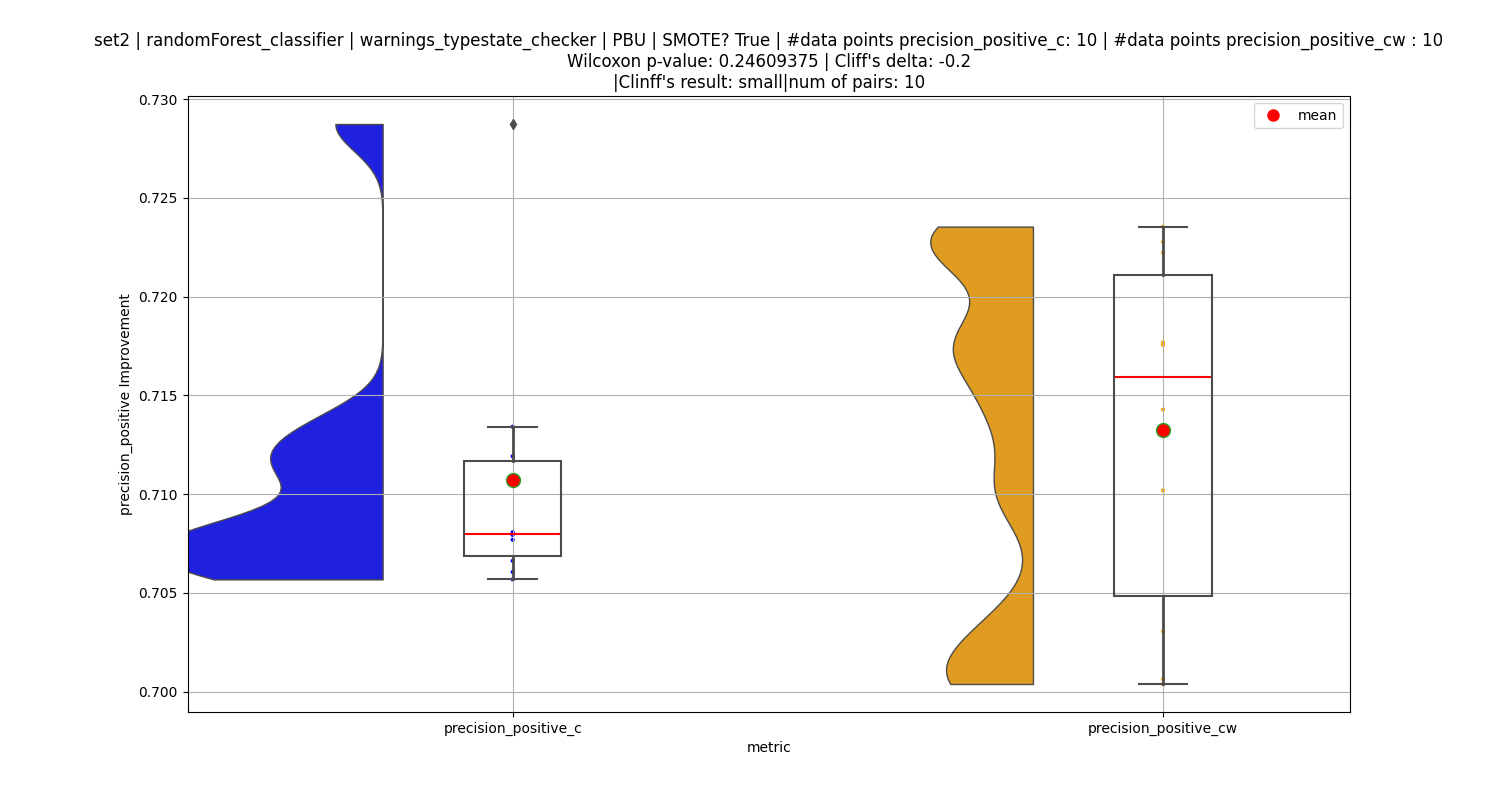 set2 | randomForest_classifier | warnings_typestate_checker | PBU | SMOTE? True | #data points precision_positive_c: 10 | #data points precision_positive_cw : 10
Wilcoxon p-value: 0.24609375 | Cliff's delta: -0.2
|Clinff's result: small|num of pairs: 10
mean
0.730
0.725
0.720
0.715
0.710
0.705
0.700
precision_positive Improvement
precision_positive_c
precision_positive_cw
metric